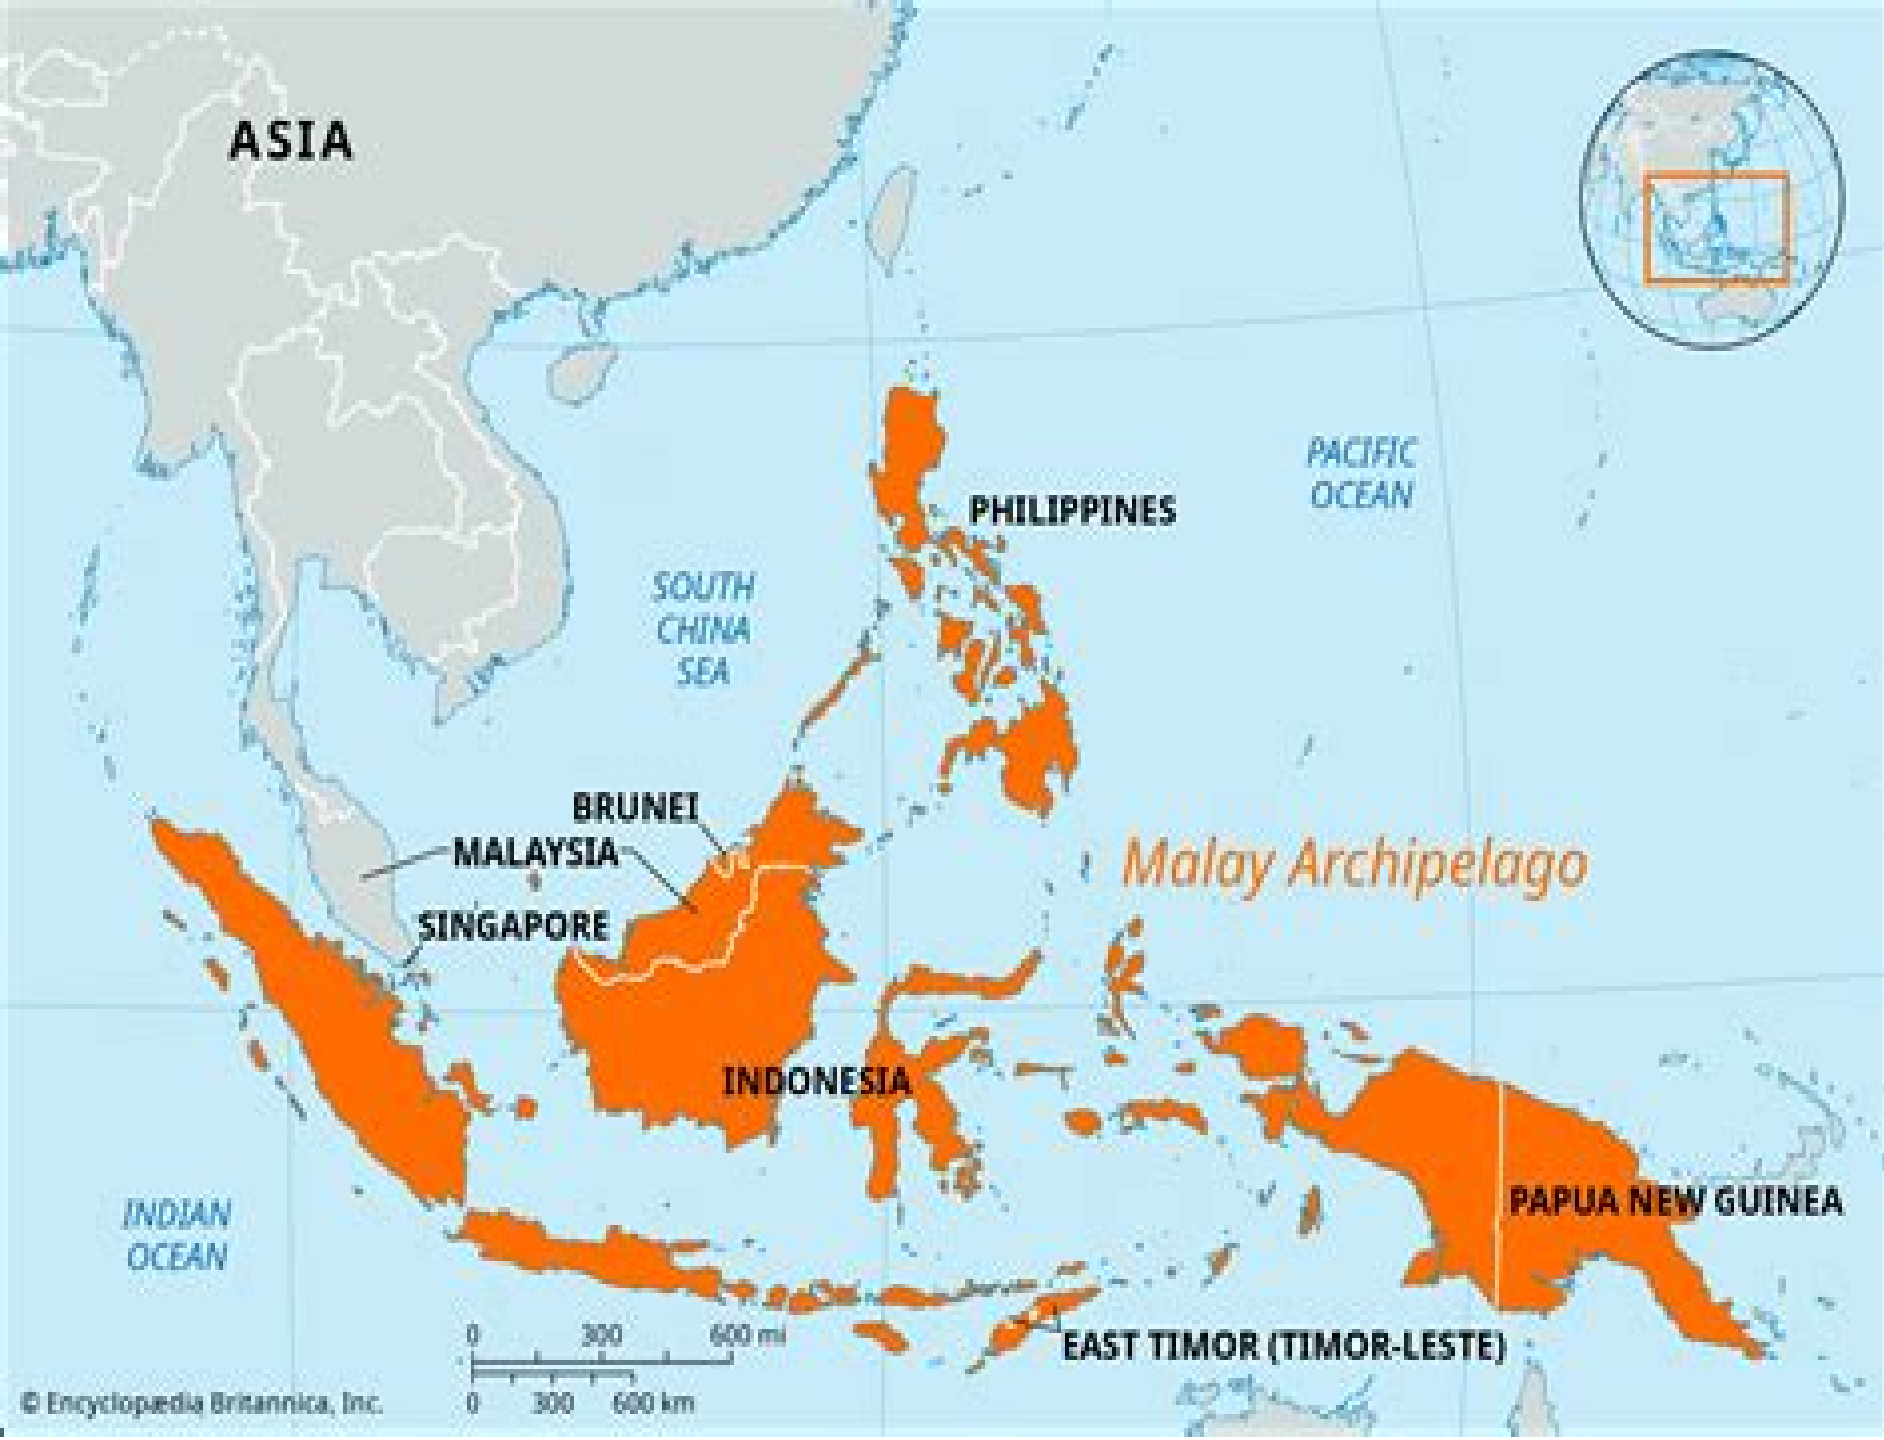 ASIA
PHILIPPINES
PACIFIC
OCEAN
SOUTH
CHINA
SEA
BRUNEI
MALAYSIA
SINGAPORE
Malay Archipelago
INDONESIA
PAPUA NEW GUINEA
INDIAN
OCEAN
EAST TIMOR (TIMOR-LESTE)
0 300 600 mi
0 300 600 km
© Encyclopædia Britannica, Inc.